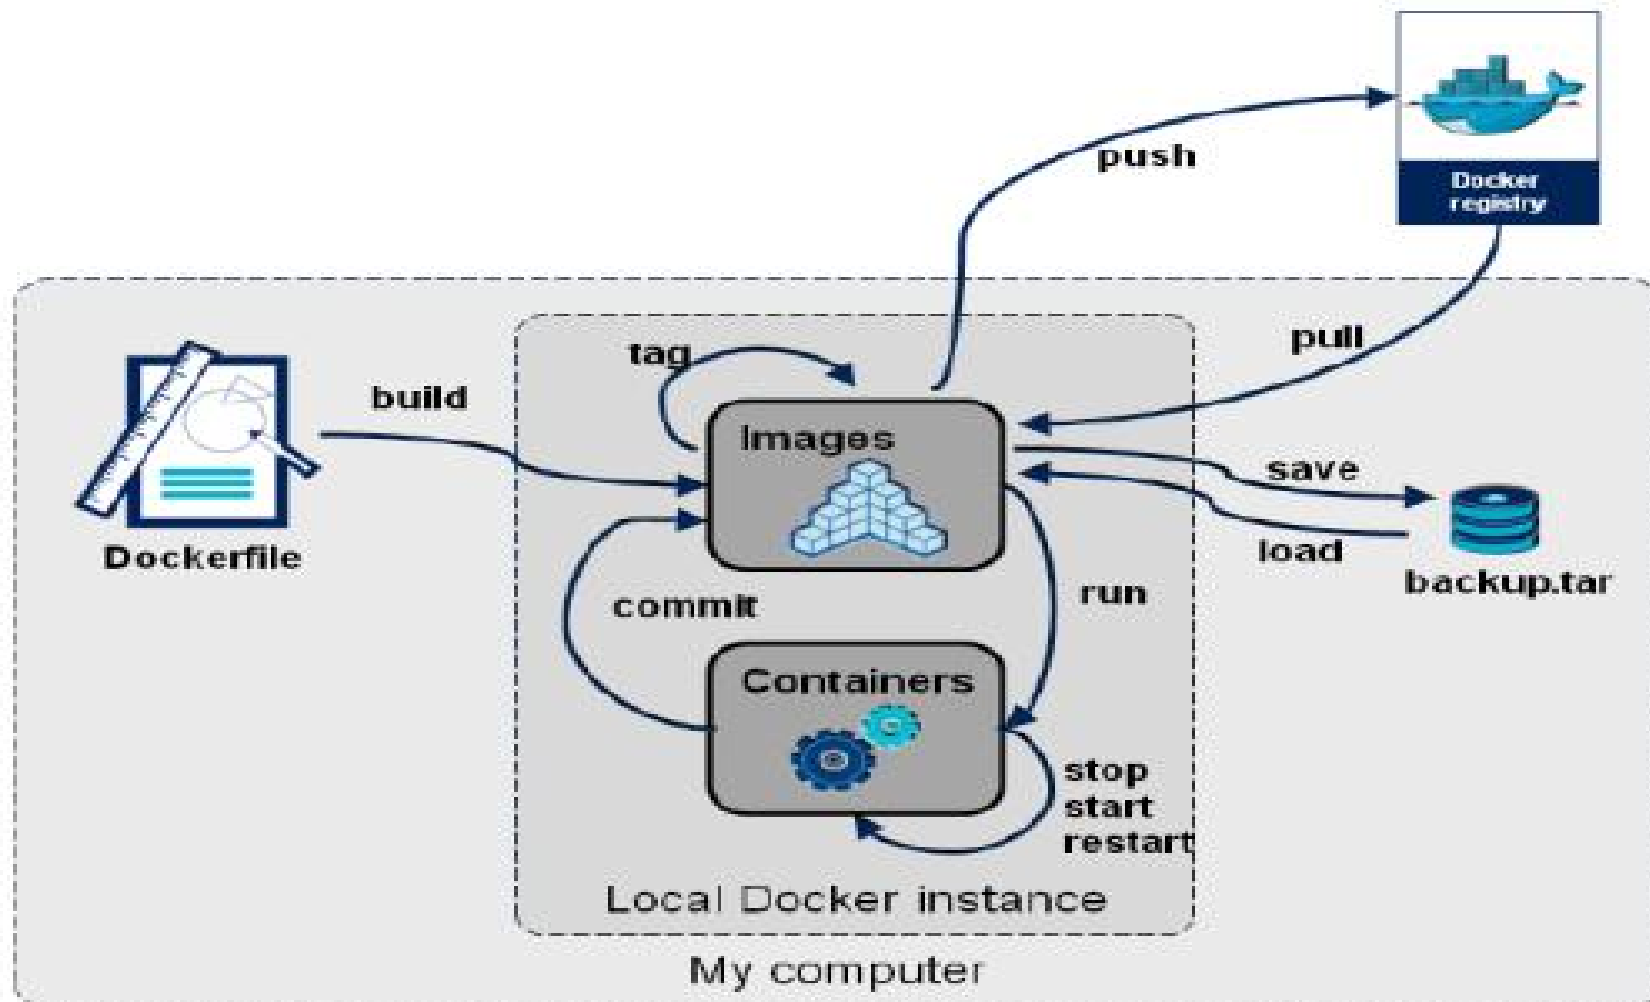 Docker
registry
push
pull
tag
build
Images
save
load
Dockerfile
backup.tar
commit
run
Containers
stop
start
restart
Local Docker instance
My computer